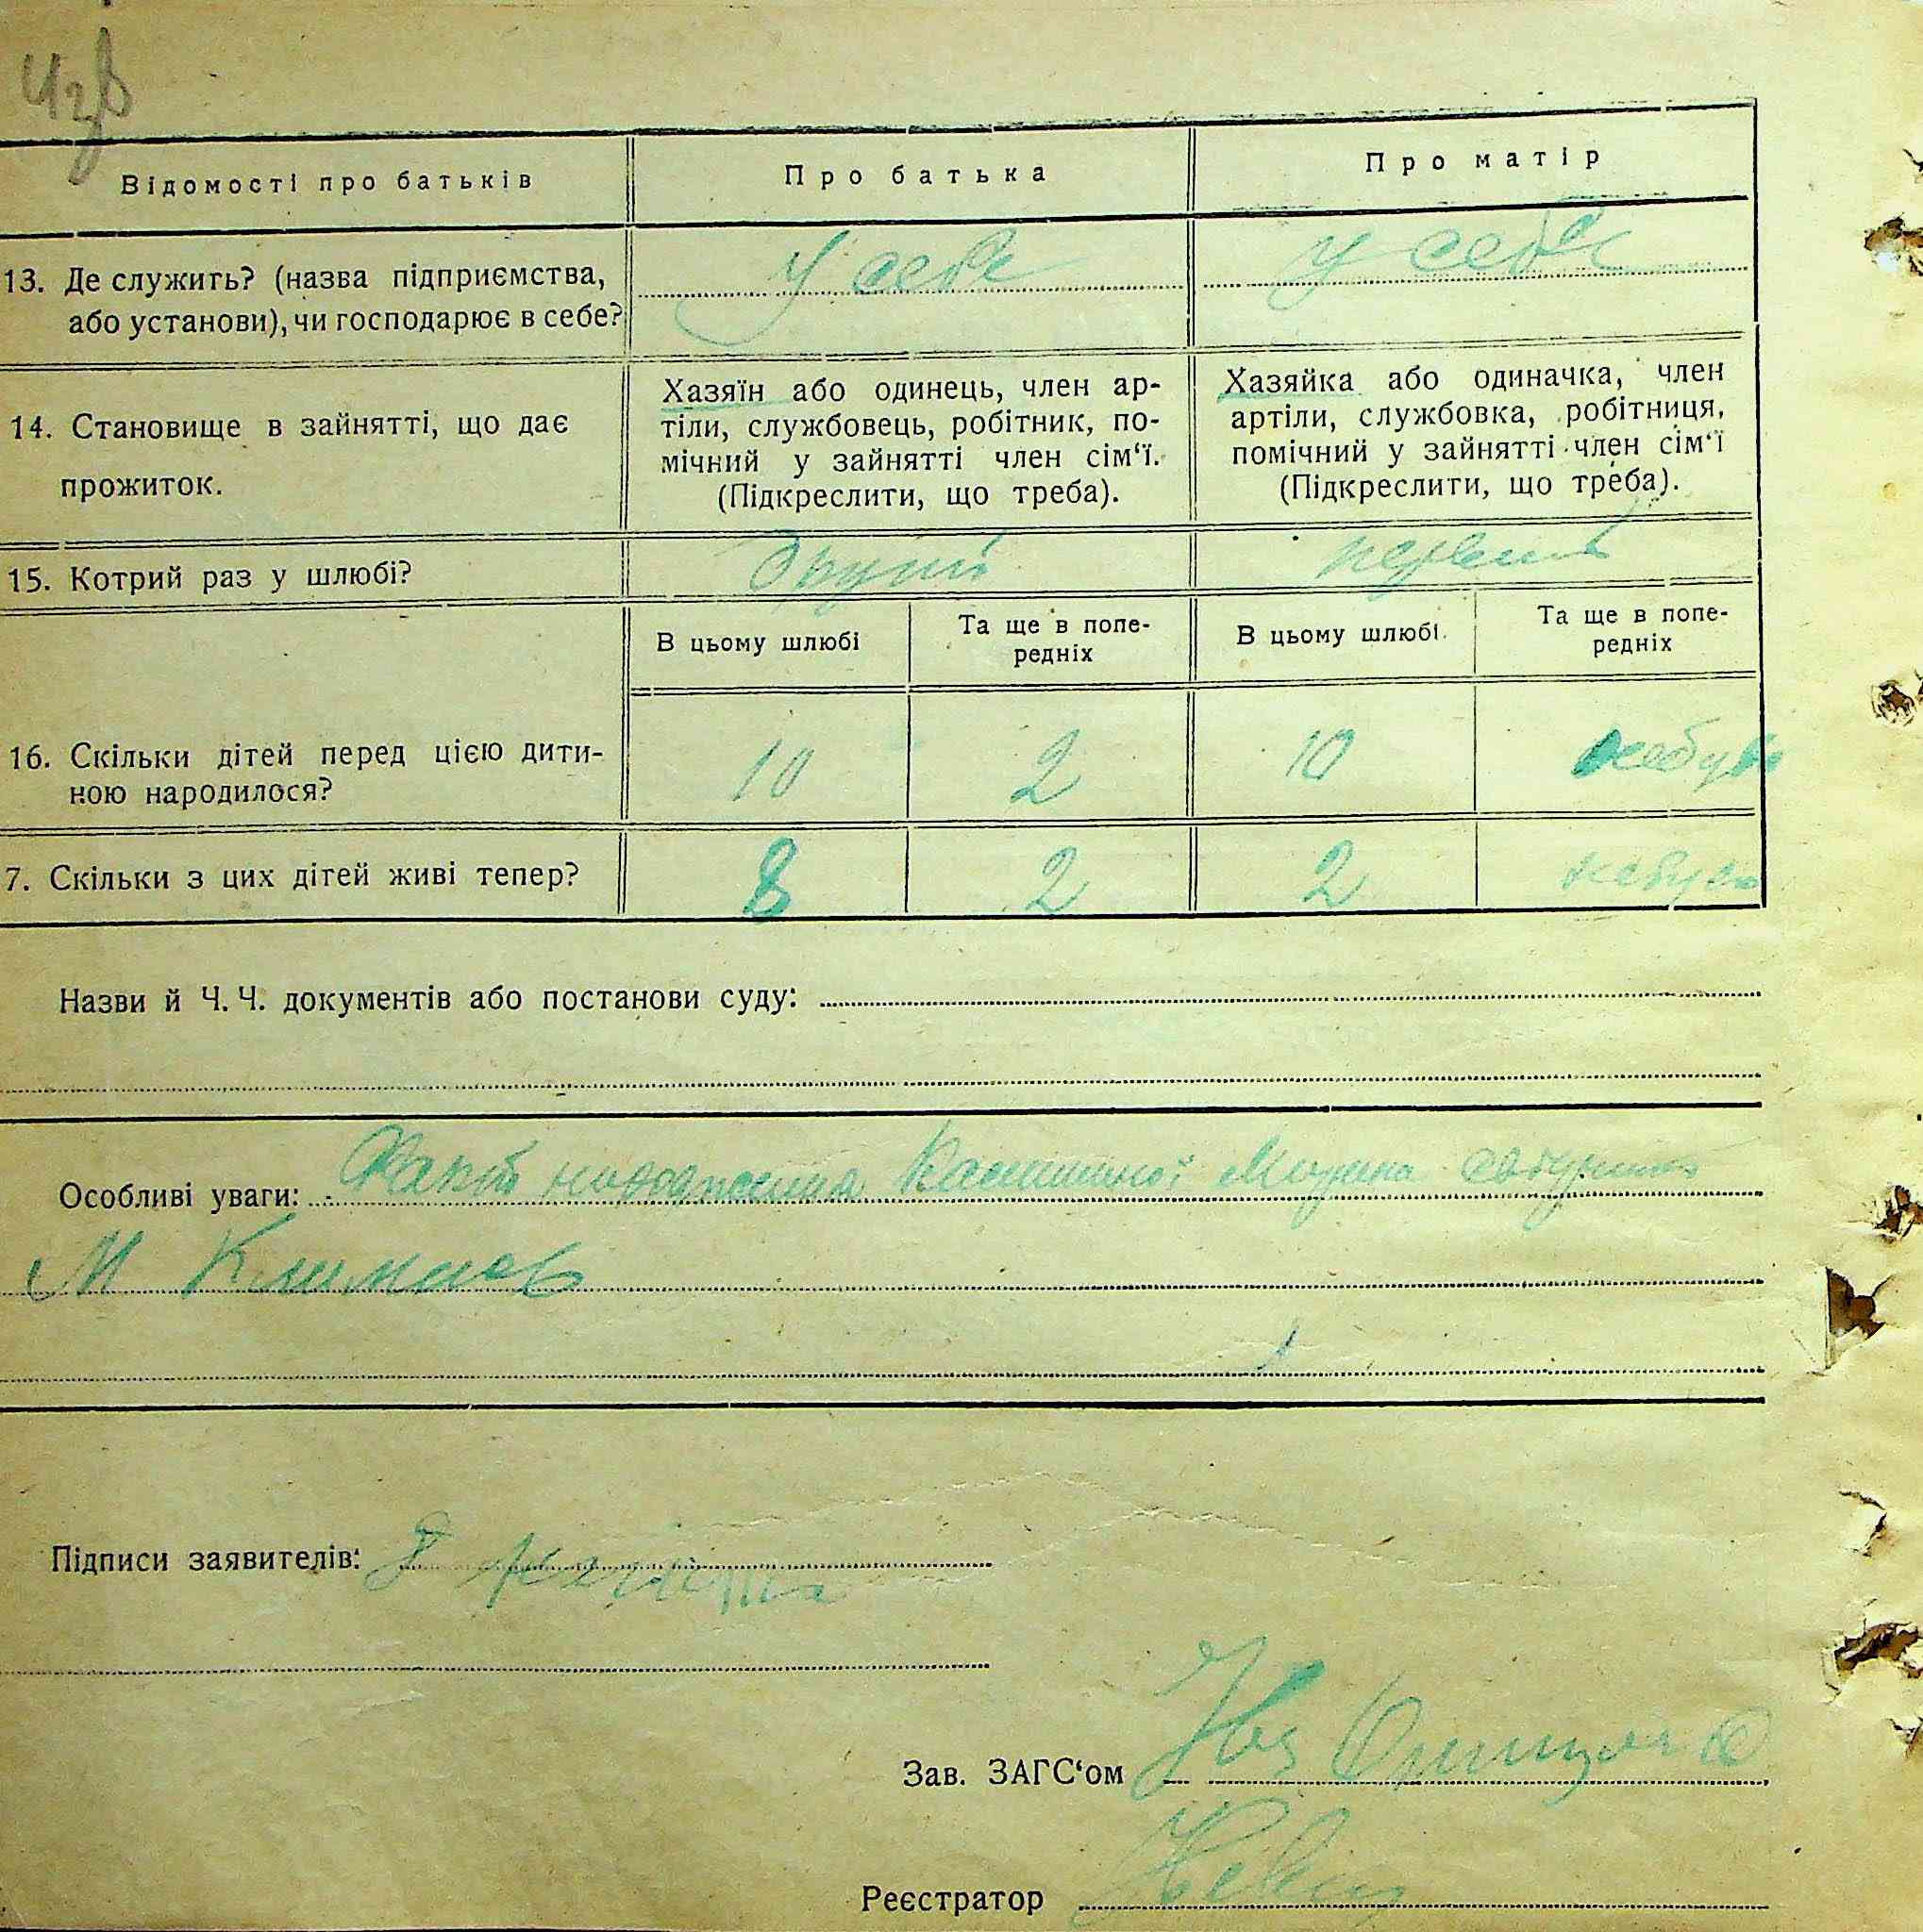 43в
Відомості про батьків
Про батька
Про матір
13. Де служить? (назва підприємства,
або установи), чи господарює в себе?
У себе
У себе
14. Становище в зайнятті, що дає
прожиток.
Хазяїн або одинець, член ар-
тіли, службовець, робітник, по-
мічний у зайнятті член сім‘ї.
(Підкреслити, що треба).
Хазяйка або одиначка, член
артіли, службовка, робітниця,
помічний у зайнятті член сім‘ї
(Підкреслити, що треба).
15. Котрий раз у шлюбі?
Другий
В цьому шлюбі
Та ще в попе-
редніх
В цьому шлюбі
Та ще в попе-
редніх
16. Скільки дітей перед цією дити-
ною народилося?
10
2
10
7. Скільки з цих дітей живі тепер?
8
2
2
Назви й Ч. Ч. документів або постанови суду:
Особливі уваги: Факт народження
М
Підписи заявителів:
Зав. ЗАГС‘ом
Реєстратор